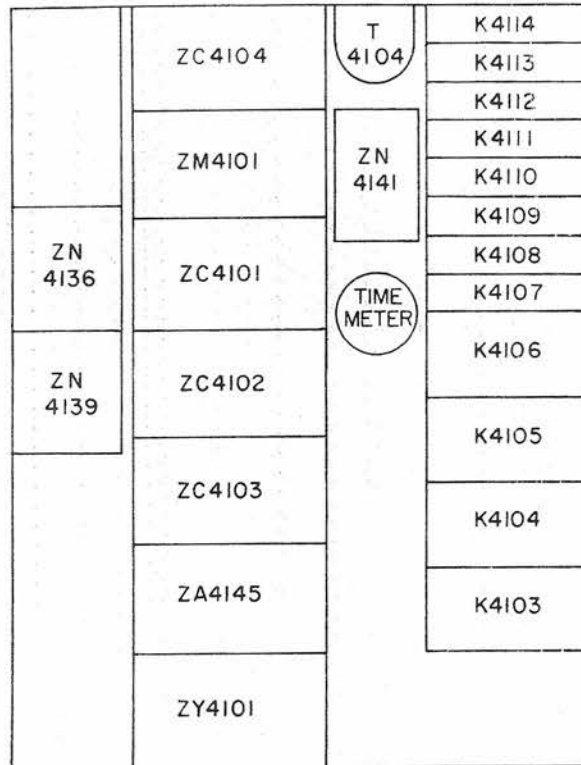 ZN
4136
ZN
4139
ZC4104
ZM4101
ZC4101
ZC4102
ZC4103
ZA4145
ZY4101
T
4104
ZN
4141
TIME
METER
K4114
K4113
K4112
K4111
K4110
K4109
K4108
K4107
K4106
K4105
K4104
K4103